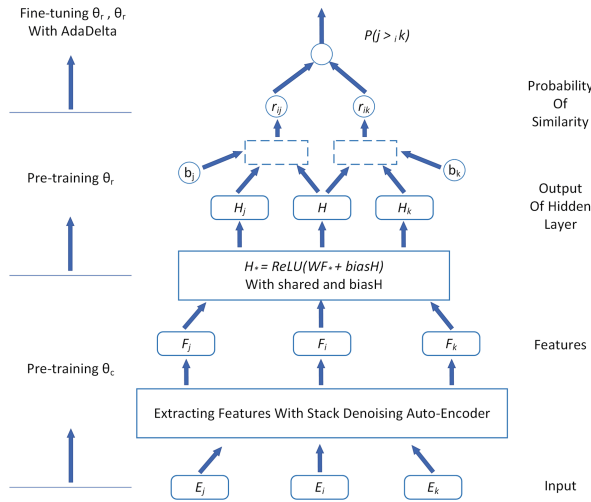 Fine-tuning θr , θr
With AdaDelta
P(j > i k)
rij
rik
Probability
Of
Similarity
bj
bk
Pre-training θr
Hj
H
Hk
Output
Of Hidden
Layer
H* = ReLU(WF* + biasH)
With shared and biasH
Fj
Fi
Fk
Features
Pre-training θc
Extracting Features With Stack Denoising Auto-Encoder
Ej
Ei
Ek
Input